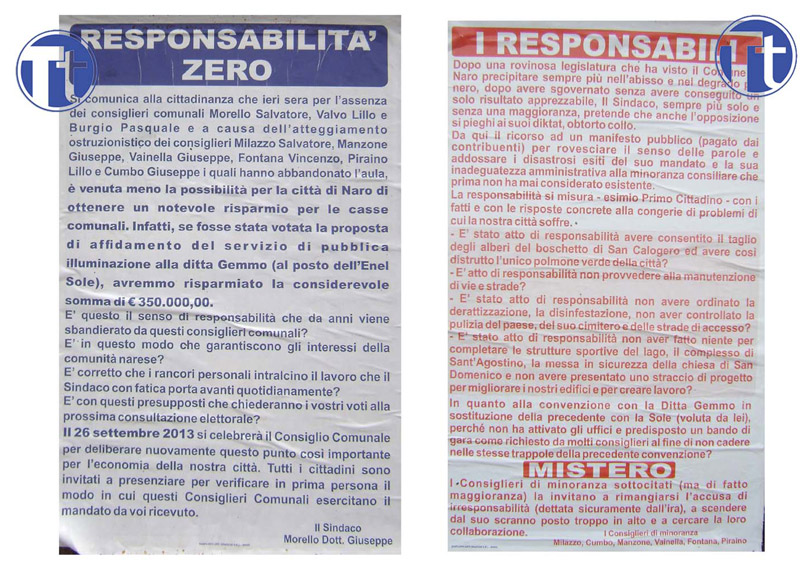 Tt
RESPONSABILITA'
ZERO
Si comunica alla cittadinanza che ieri sera per l'assenza
dei consiglieri comunali Morello Salvatore, Valvo Lillo e
Burgio Pasquale e a causa dell'atteggiamento
ostruzionistico dei consiglieri Milazzo Salvatore, Manzone
Giuseppe, Vainella Giuseppe, Fontana Vincenzo, Piraino
Lillo e Cumbo Giuseppe i quali hanno abbandonato l'aula,
è venuta meno la possibilità per la città di Naro di
ottenere un notevole risparmio per le casse
comunali. Infatti, se fosse stata votata la proposta
di affidamento del servizio di pubblica
illuminazione alla ditta Gemmo (al posto dell'Enel
Sole), avremmo risparmiato la considerevole
somma di € 350.000,00.
E' questo il senso di responsabilità che da anni viene
sbandierato da questi consiglieri comunali?
E' in questo modo che garantiscono gli interessi della
comunità narese?
E' corretto che i rancori personali intralcino il lavoro che il
Sindaco con fatica porta avanti quotidianamente?
E' con questi presupposti che chiederanno i vostri voti alla
prossima consultazione elettorale?
Il 26 settembre 2013 si celebrerà il Consiglio Comunale
per deliberare nuovamente questo punto così importante
per l'economia della nostra città. Tutti i cittadini sono
invitati a presenziare per verificare in prima persona il
modo in cui questi Consiglieri Comunali esercitano il
mandato da voi ricevuto.
Il Sindaco
Morello Dott. Giuseppe
Tt
I RESPONSABILI
Dopo una rovinosa legislatura che ha visto il Comune
Naro precipitare sempre più nell'abisso e nel degrado più
nero, dopo avere sgovernato senza avere conseguito un
solo risultato apprezzabile, Il Sindaco, sempre più solo e
senza una maggioranza, pretende che anche l'opposizione
si pieghi ai suoi diktat, obtorto collo.
Da qui il ricorso ad un manifesto pubblico (pagato dai
contribuenti) per rovesciare il senso delle parole e
addossare i disastrosi esiti del suo mandato e la sua
inadeguatezza amministrativa alla minoranza consiliare che
prima non ha mai considerato esistente.
La responsabilità si misura - esimio Primo Cittadino - con i
fatti e con le risposte concrete alla congerie di problemi di
cui la nostra città soffre.
- E' stato atto di responsabilità avere consentito il taglio
degli alberi del boschetto di San Calogero ed avere così
distrutto l'unico polmone verde della città?
- E' atto di responsabilità non provvedere alla manutenzione
di vie e strade?
- E' stato atto di responsabilità non avere ordinato la
derattizzazione, la disinfestazione, non aver controllato la
pulizia del paese, del suo cimitero e delle strade di accesso?
- E' stato atto di responsabilità non aver fatto niente per
completare le strutture sportive del lago, il complesso di
Sant'Agostino, la messa in sicurezza della chiesa di San
Domenico e non avere presentato uno straccio di progetto
per migliorare i nostri edifici e per creare lavoro?
In quanto alla convenzione con la Ditta Gemmo in
sostituzione della precedente con la Sole (voluta da lei),
perché non ha attivato gli uffici e predisposto un bando di
gara come richiesto da molti consiglieri al fine di non cadere
nelle stesse trappole della precedente convenzione?
MISTERO
I Consiglieri di minoranza sottocitati (ma di fatto
maggioranza) la invitano a rimangiarsi l'accusa di
irresponsabilità (dettata sicuramente dall'ira), a scendere
dal suo scranno posto troppo in alto e a cercare la loro
collaborazione.
I Consiglieri di minoranza
Milazzo, Cumbo, Manzone, Vainella, Fontana, Piraino